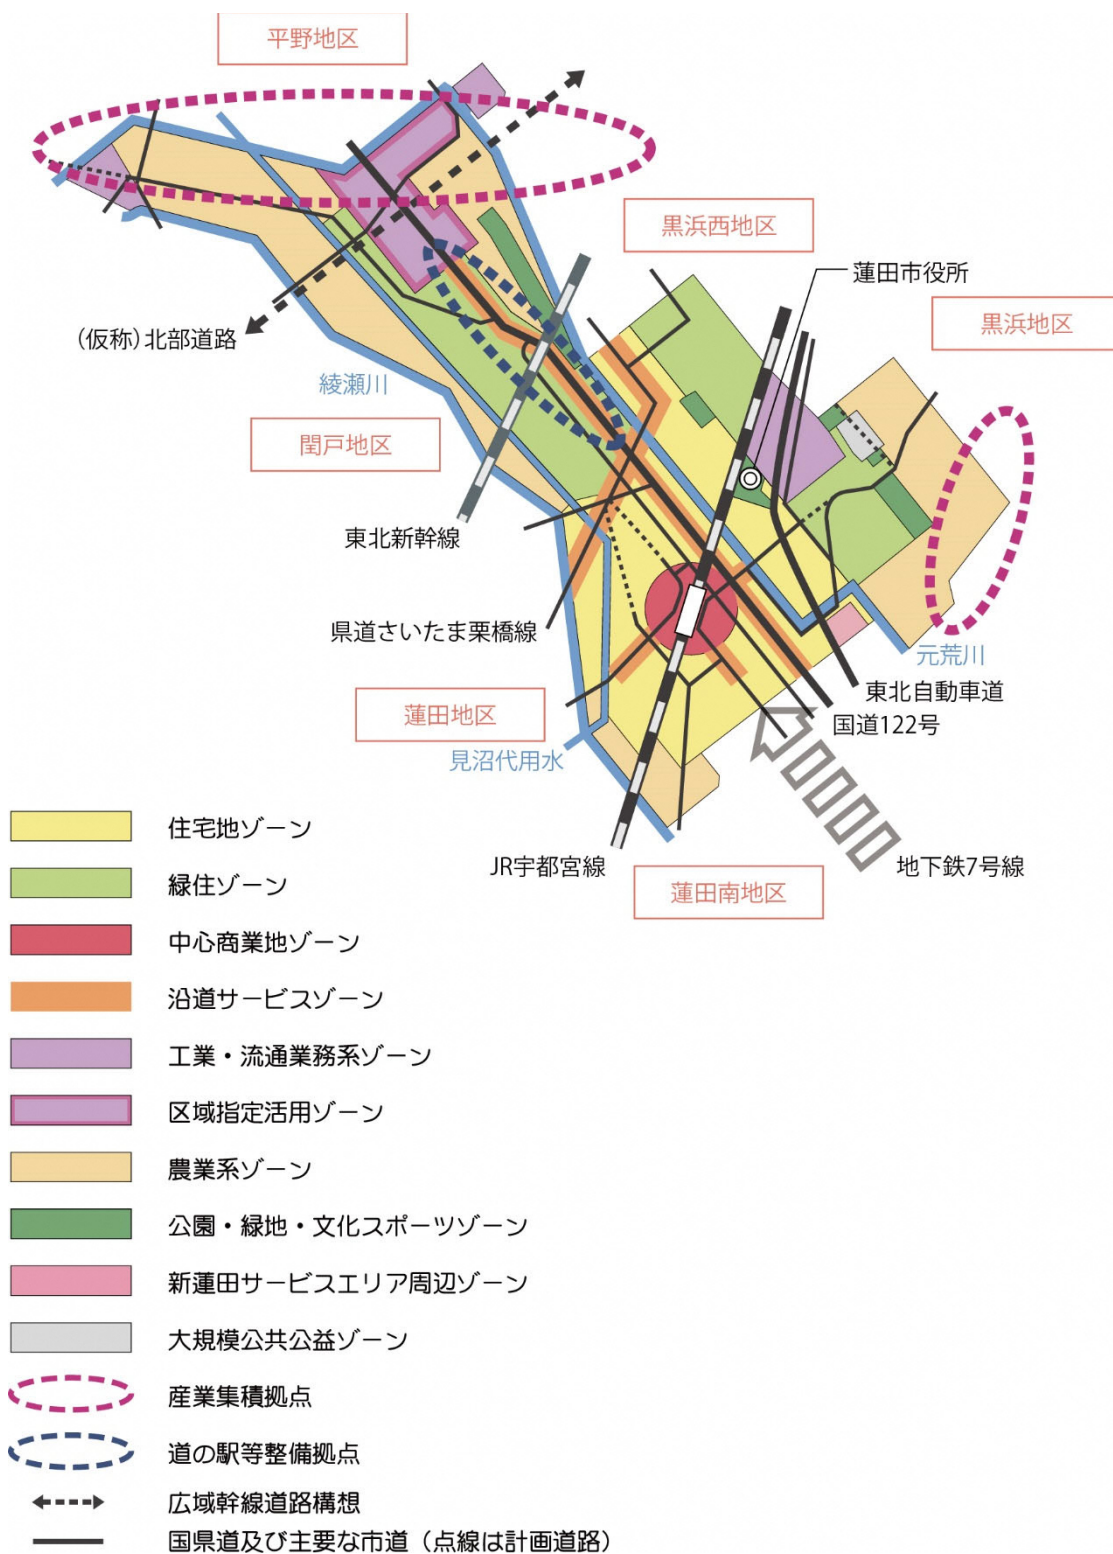 平野地区
黒浜西地区
蓮田市役所
黒浜地区
(仮称)北部道路
綾瀬川
閏戸地区
東北新幹線
県道さいたま栗橋線
元荒川
東北自動車道
蓮田地区
国道122号
見沼代用水
JR宇都宮線
地下鉄7号線
蓮田南地区
住宅地ゾーン
緑住ゾーン
中心商業地ゾーン
沿道サービスゾーン
工業・流通業務系ゾーン
区域指定活用ゾーン
農業系ゾーン
公園・緑地・文化スポーツゾーン
新蓮田サービスエリア周辺ゾーン
大規模公共公益ゾーン
産業集積拠点
道の駅等整備拠点
広域幹線道路構想
国県道及び主要な市道（点線は計画道路）